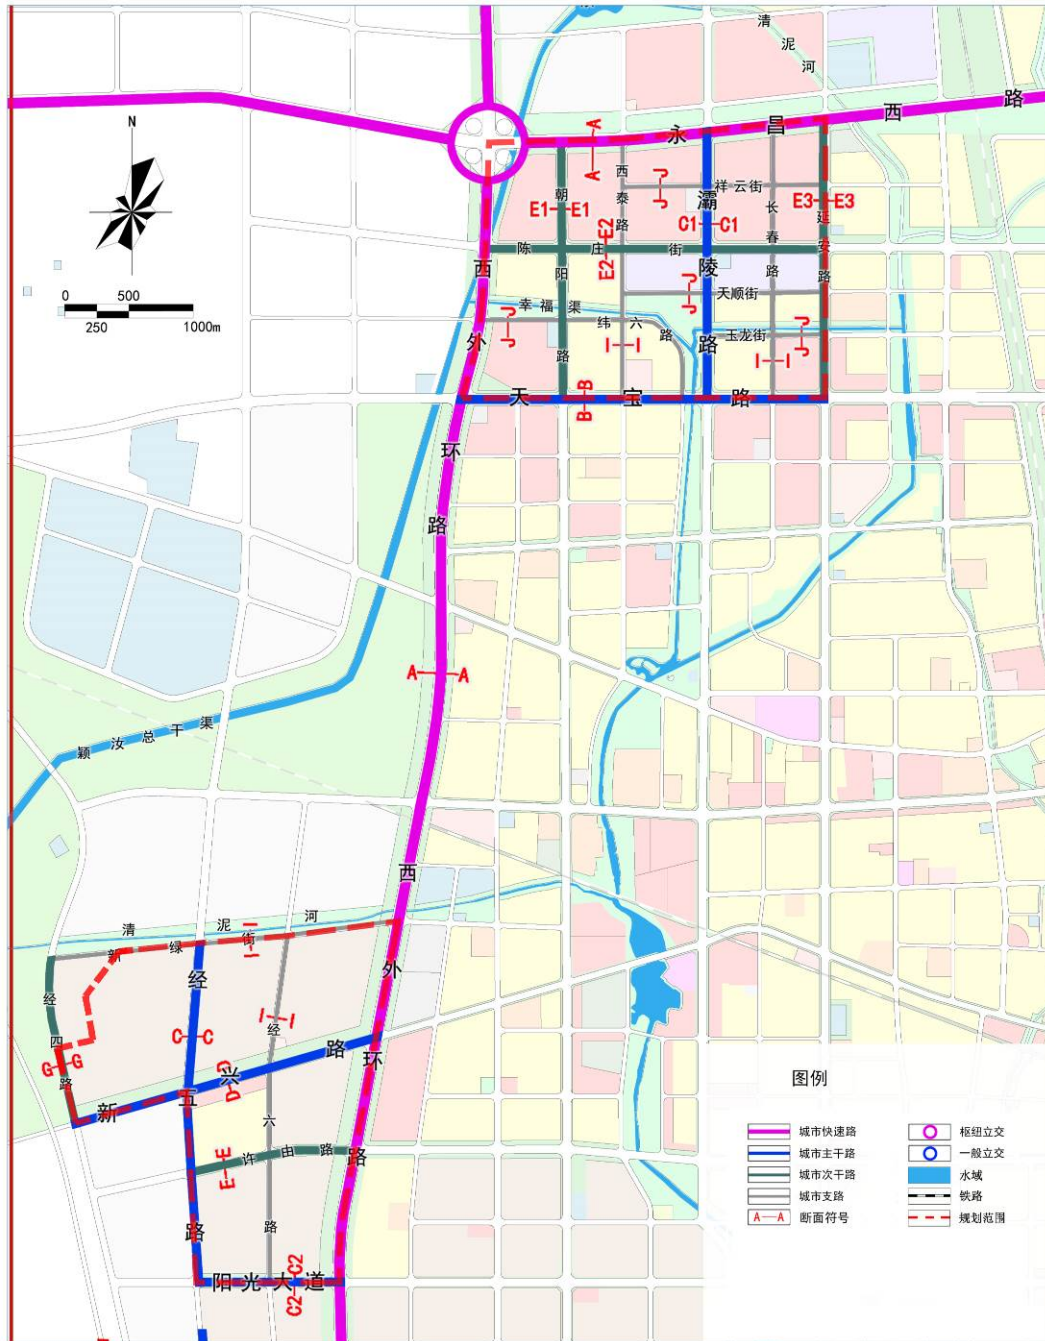 清泥河
永昌西路
A—A
N
0 500
250 1000m
西泰路
祥云街
J—J
朝阳路
E1—E1
灞陵路
C1—C1
长春路
E3—E3
延安路
陈庄街
E2—E2
西外环路
天顺街
J—J
幸福渠
纬六路
J—J
I—I
玉龙街
J—J
I—I
天宝路
B—B
A—A
颍汝总干渠
西外环路
清泥河
新绿街
I—I
经四路
经五路
I—I
经六路
C—C
G—G
新兴路
D—D
许由路
E—E
阳光大道
C2—C2
图例
城市快速路
枢纽立交
城市主干路
一般立交
城市次干路
水域
城市支路
铁路
A—A 断面符号
规划范围